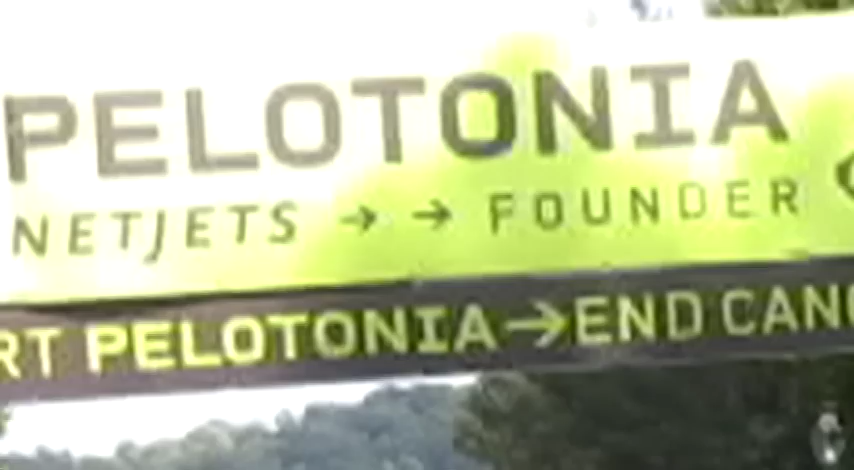 PELOTONIA
NETJETS → → FOUNDER
RT PELOTONIA→END CANC